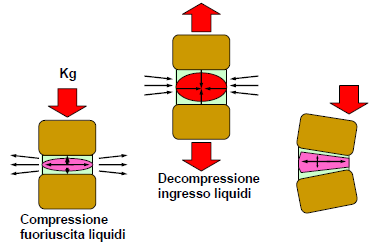 Kg
Decompressione
ingresso liquidi
Compressione
fuoriuscita liquidi